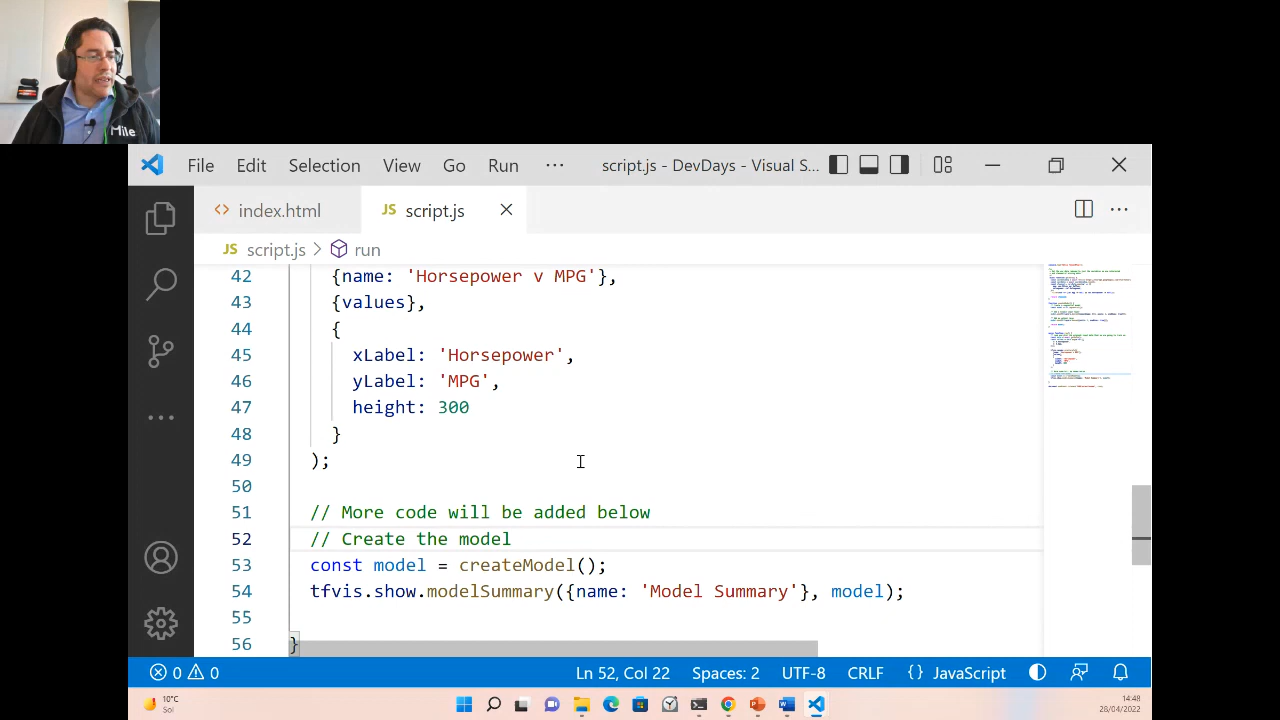 Mile
File Edit Selection View Go Run ··· script.js - DevDays - Visual S...
<> index.html JS script.js
JS script.js > run
42 {name: 'Horsepower v MPG'},
43 {values},
44 {
45 xLabel: 'Horsepower',
46 yLabel: 'MPG',
47 height: 300
48 }
49 );
50
51 // More code will be added below
52 // Create the model
53 const model = createModel();
54 tfvis.show.modelSummary({name: 'Model Summary'}, model);
55
56 }
0 0 Ln 52, Col 22 Spaces: 2 UTF-8 CRLF {} JavaScript
10°C
Sol
14:48
28/04/2022